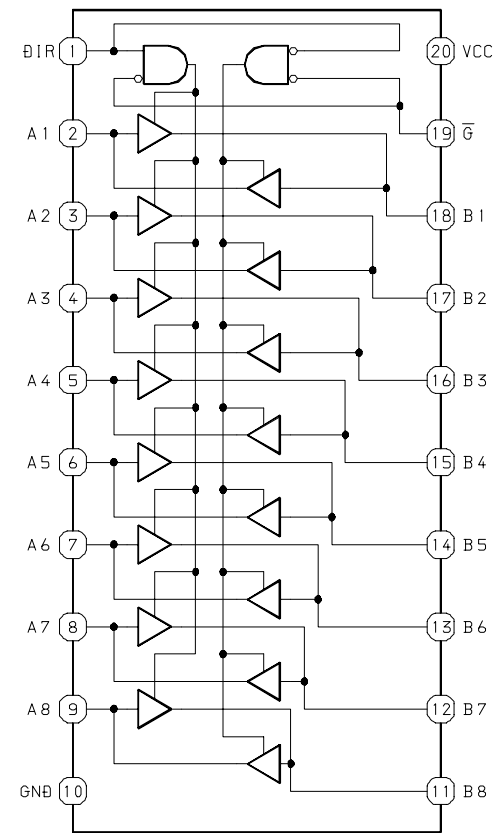 DIR 1 20 VCC
A1 2 19 G̅
A2 3 18 B1
A3 4 17 B2
A4 5 16 B3
A5 6 15 B4
A6 7 14 B5
A7 8 13 B6
A8 9 12 B7
GND 10 11 B8